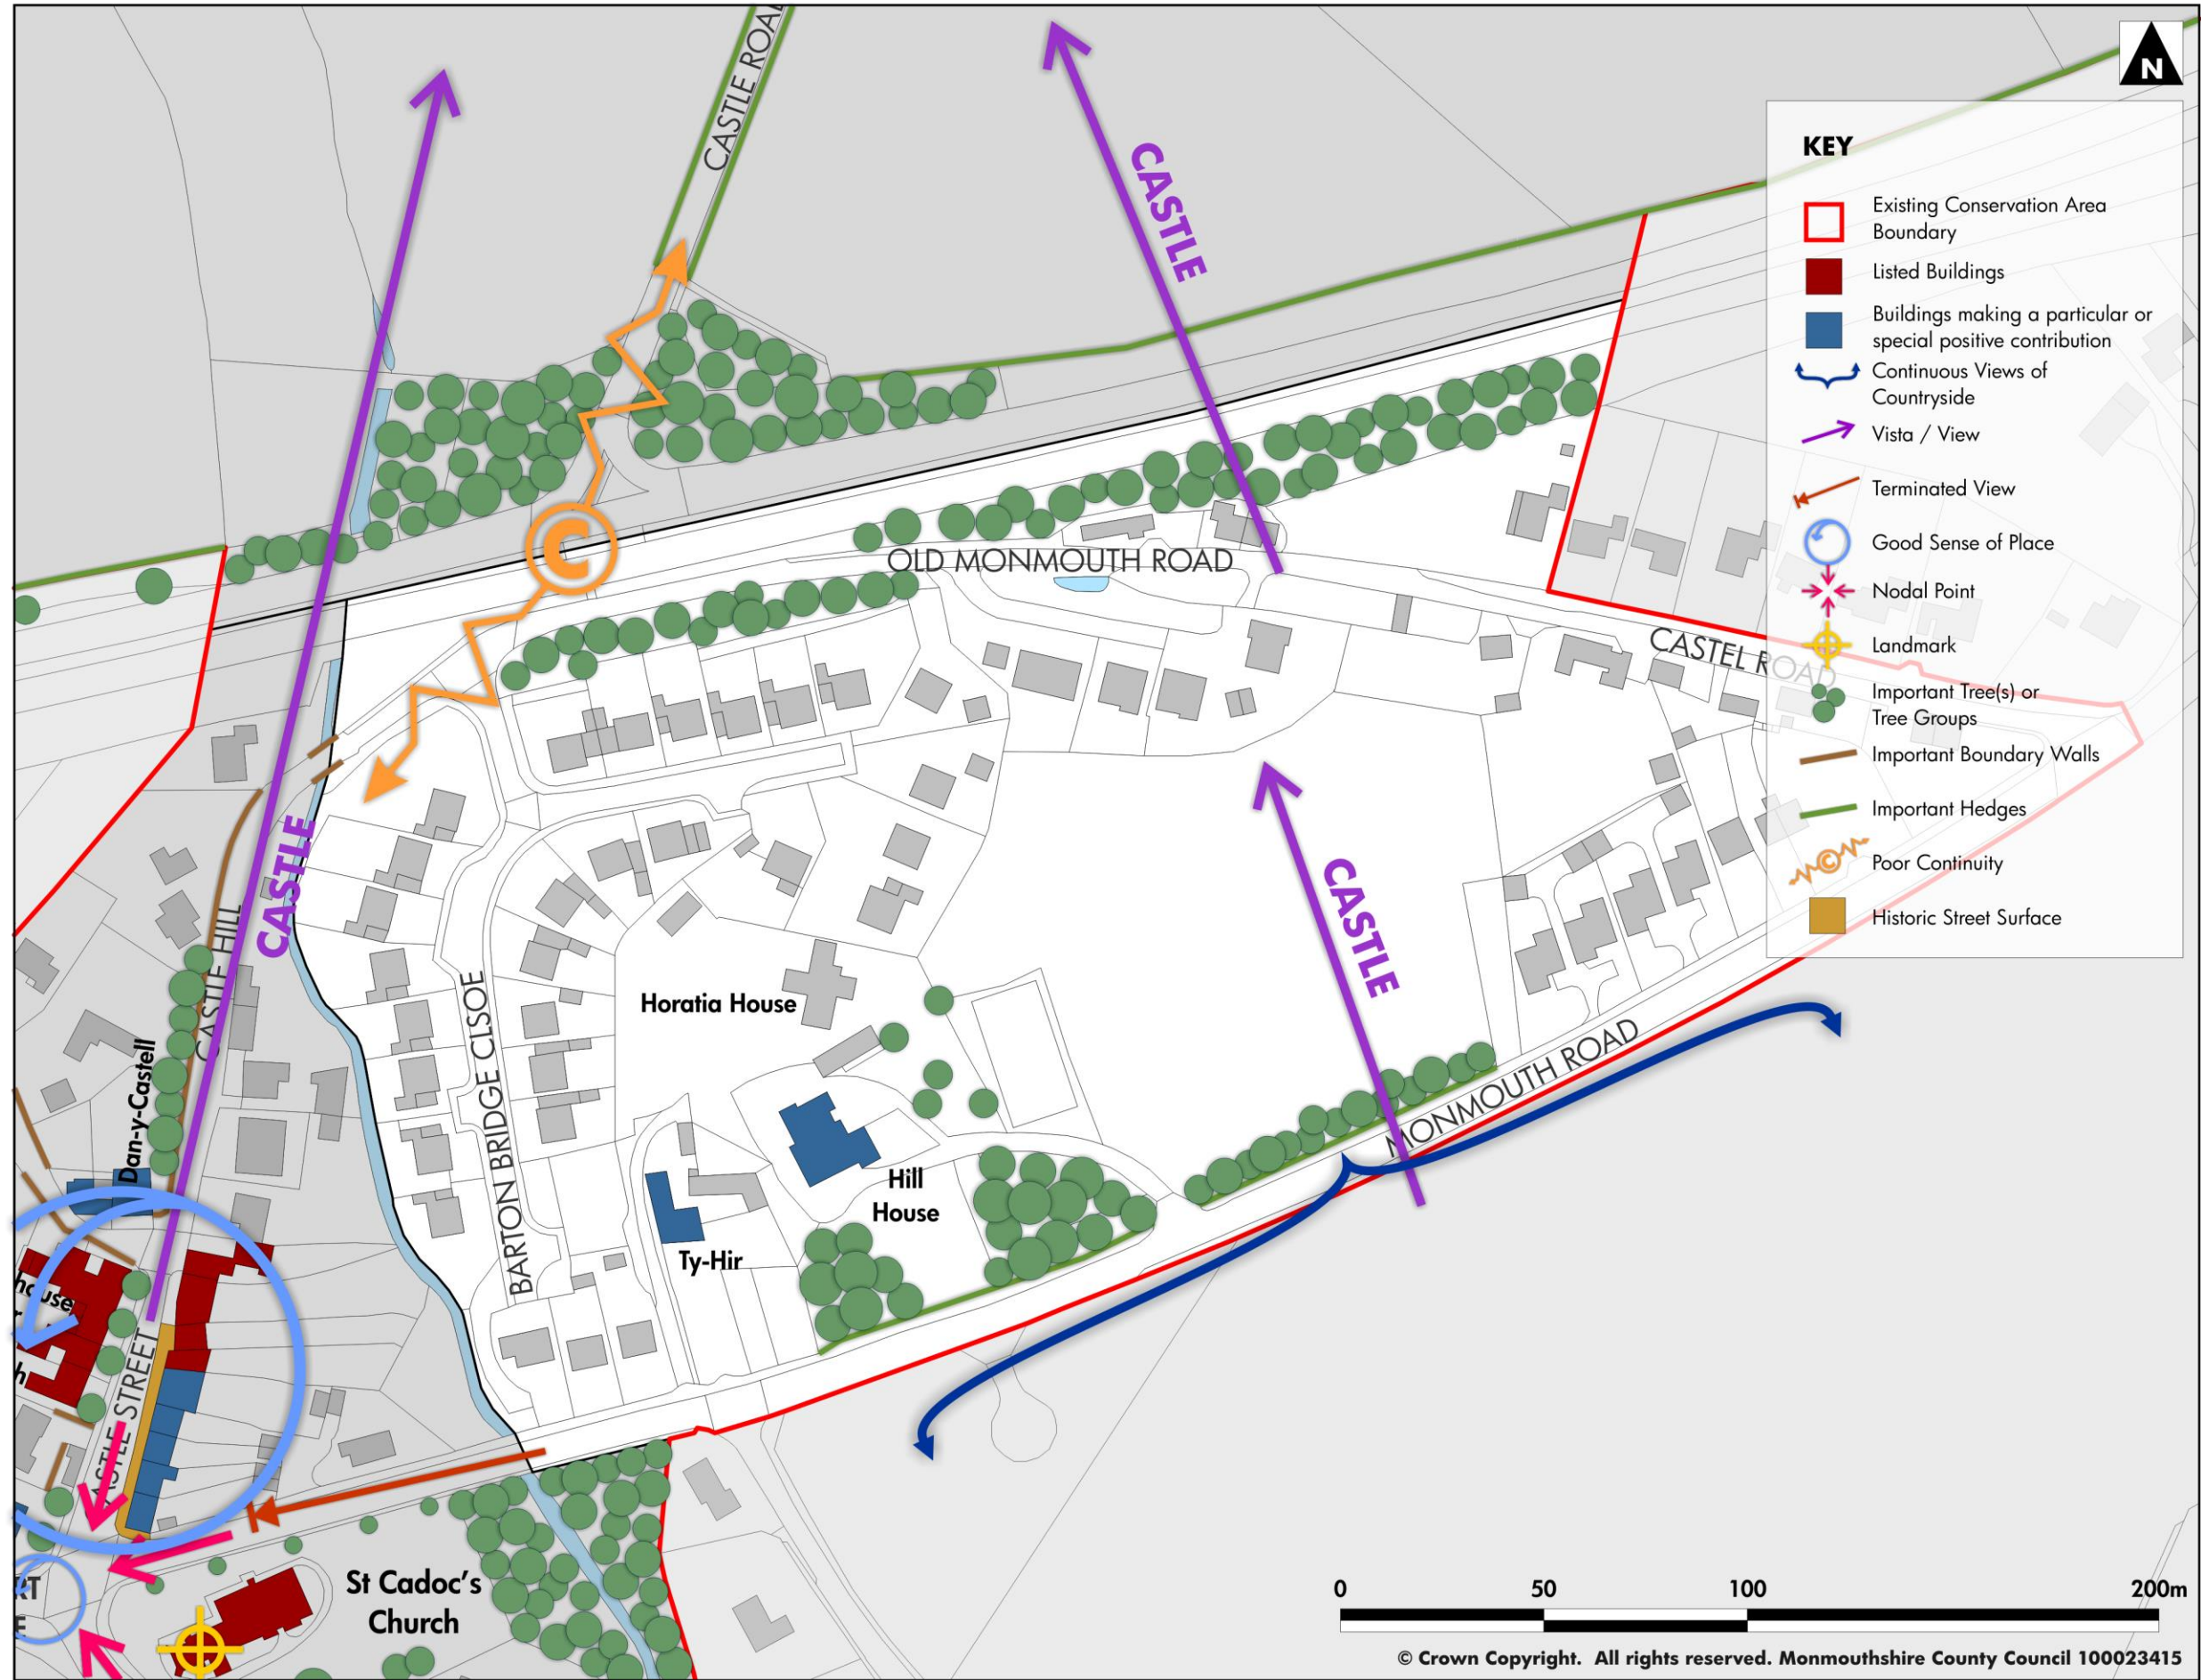 CASTLE ROAD
N
CASTLE
KEY
Existing Conservation Area
Boundary
Listed Buildings
Buildings making a particular or
special positive contribution
Continuous Views of
Countryside
Vista / View
Terminated View
Good Sense of Place
Nodal Point
Landmark
Important Tree(s) or
Tree Groups
Important Boundary Walls
Important Hedges
C
Poor Continuity
Historic Street Surface
C
OLD MONMOUTH ROAD
CASTEL ROAD
CASTLE
CASTLE HILL
CASTLE
Dan-y-Castell
BARTON BRIDGE CLSOE
Horatia House
MONMOUTH ROAD
Hill
House
Ty-Hir
house
r
h
CASTLE STREET
RT
E
St Cadoc's
Church
0 50 100 200m
© Crown Copyright. All rights reserved. Monmouthshire County Council 100023415